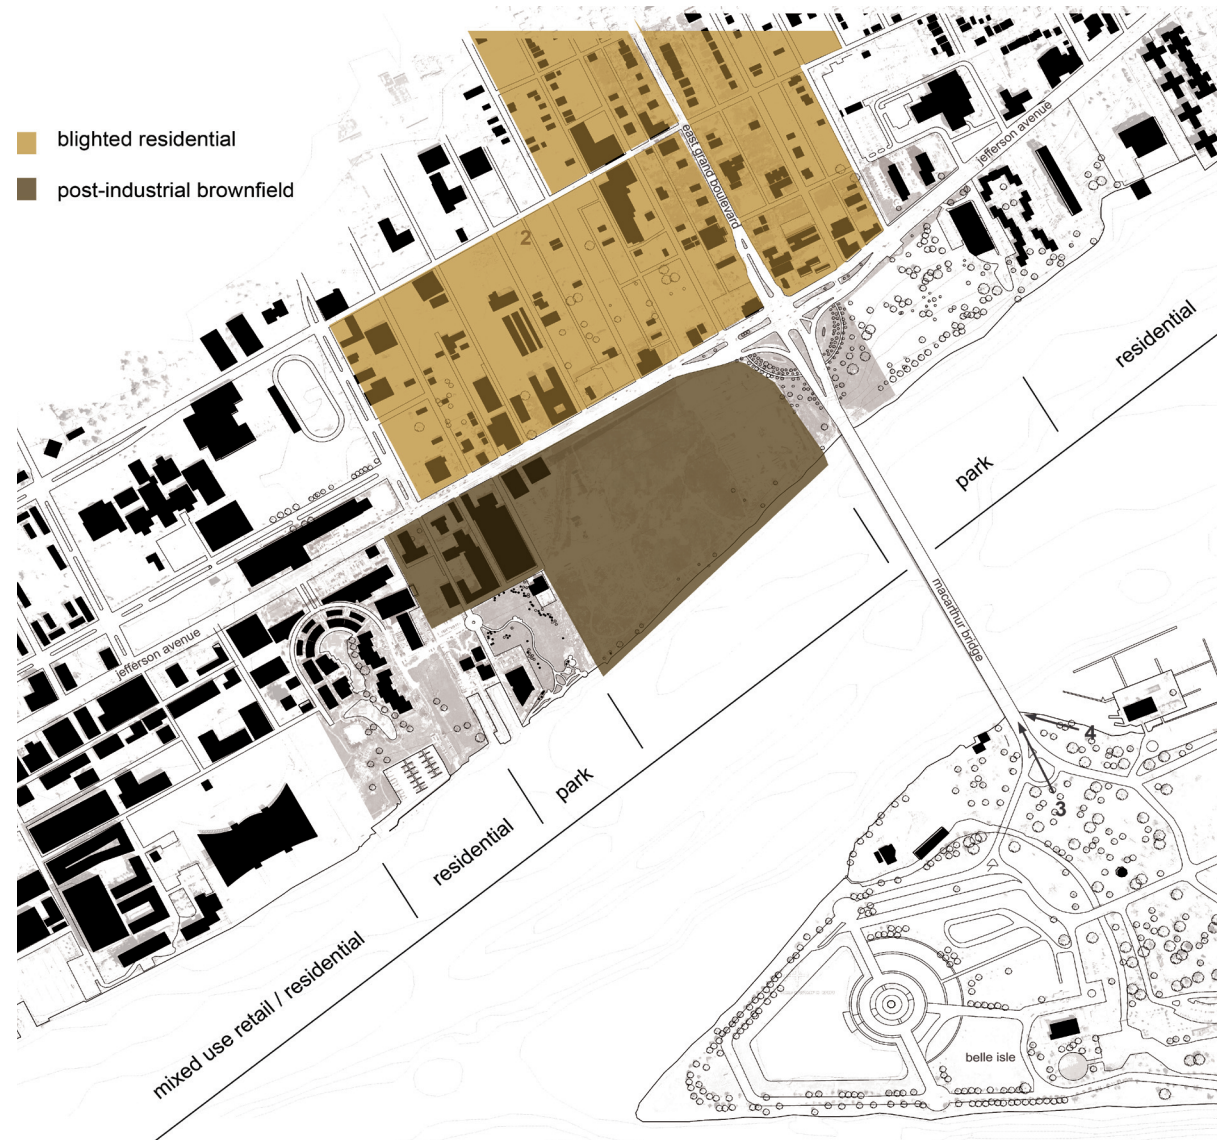 blighted residential
post-industrial brownfield
jefferson avenue
east grand boulevard
2
residential
park
macarthur bridge
jefferson avenue
4
3
park
residential
mixed use retail / residential
belle isle